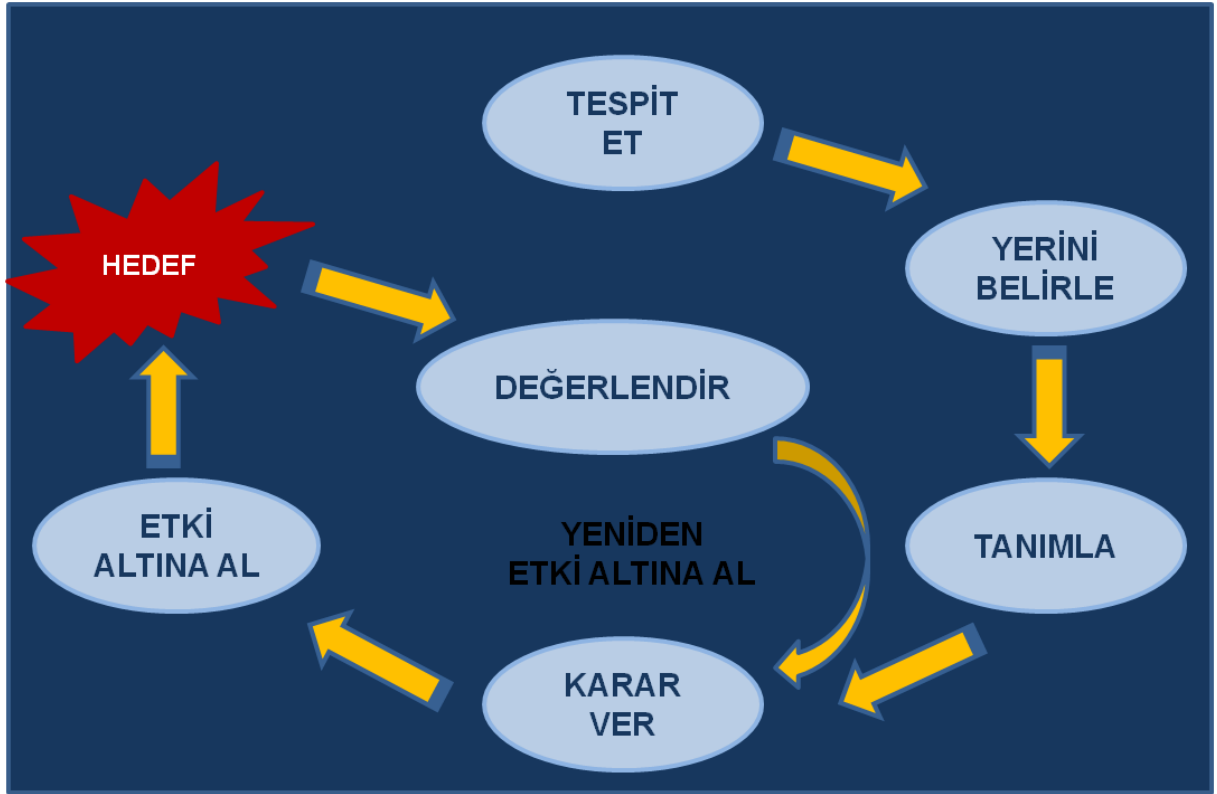 TESPİT
ET
YERİNİ
BELİRLE
HEDEF
DEĞERLENDİR
ETKİ
ALTINA AL
YENİDEN
ETKİ ALTINA AL
TANIMLA
KARAR
VER